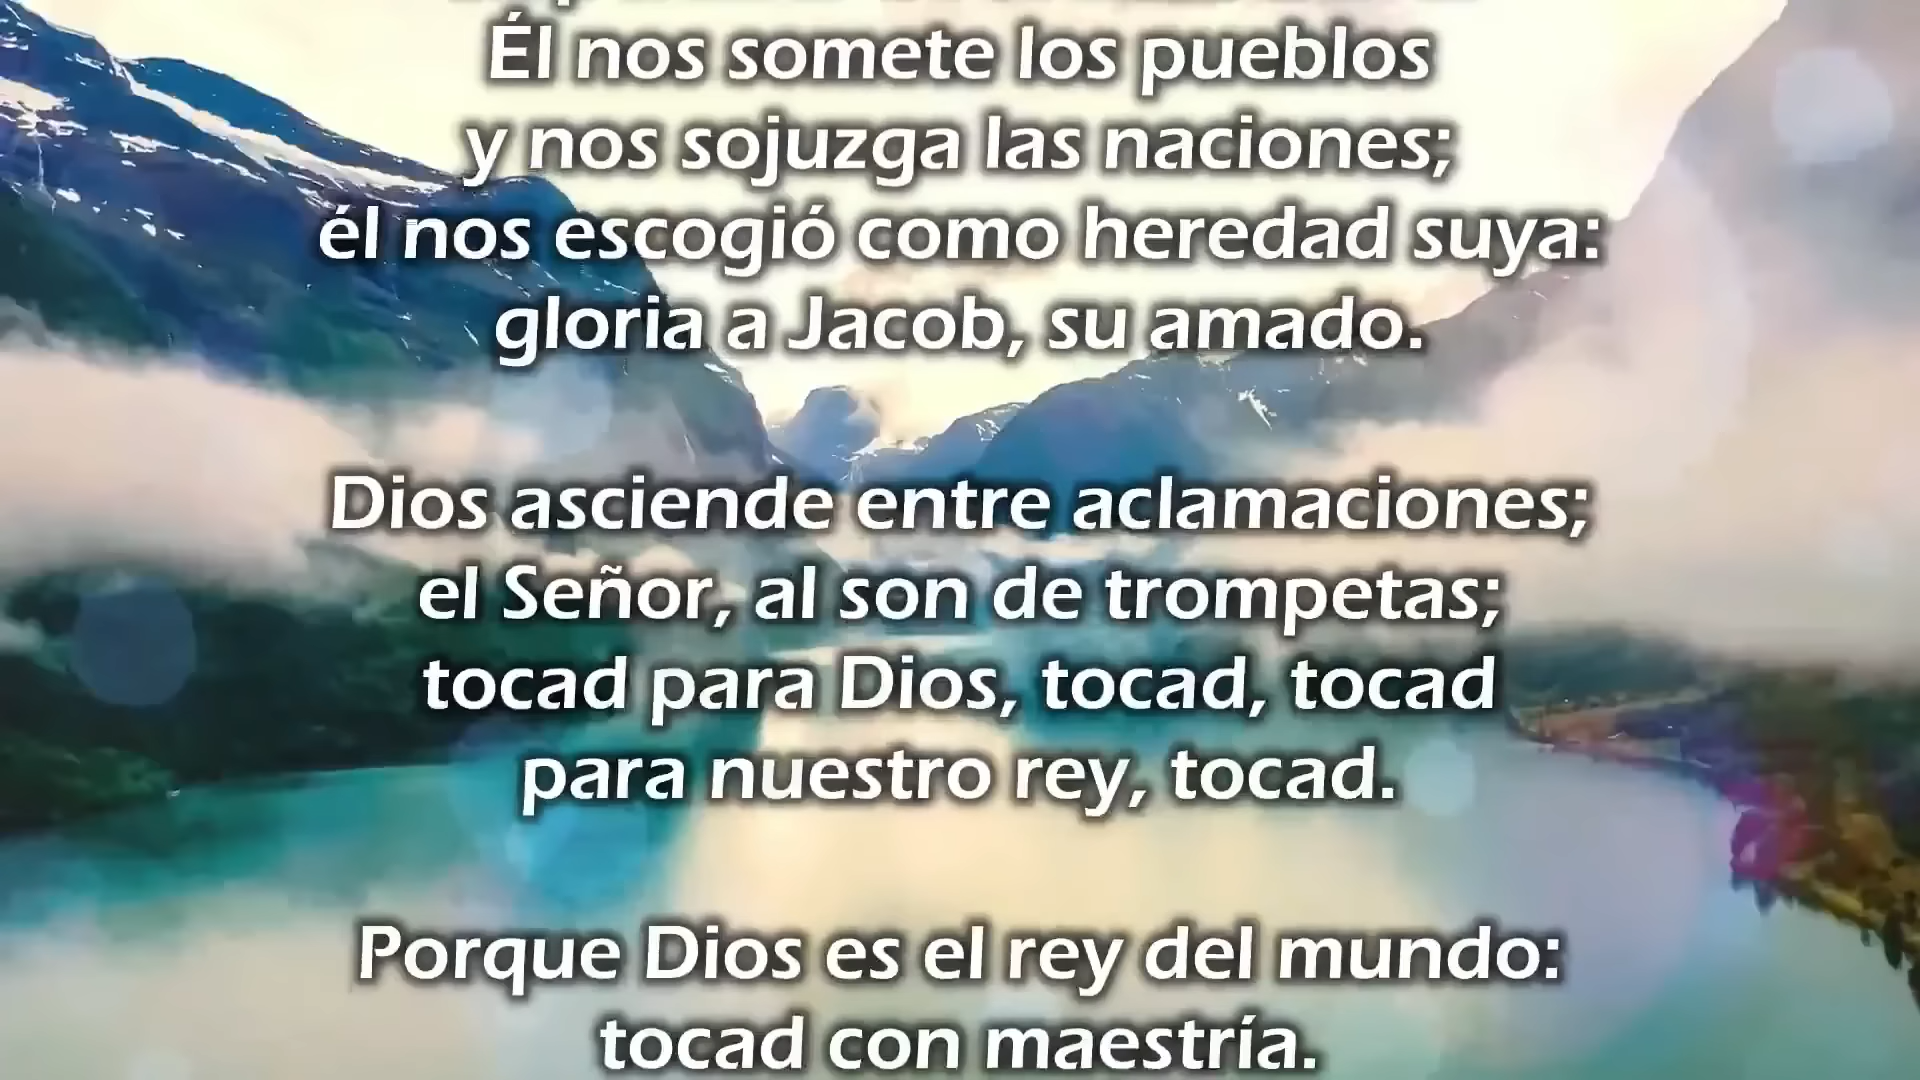 Él nos somete los pueblos
y nos sojuzga las naciones;
él nos escogió como heredad suya:
gloria a Jacob, su amado.
Dios asciende entre aclamaciones;
el Señor, al son de trompetas;
tocad para Dios, tocad, tocad
para nuestro rey, tocad.
Porque Dios es el rey del mundo:
tocad con maestría.